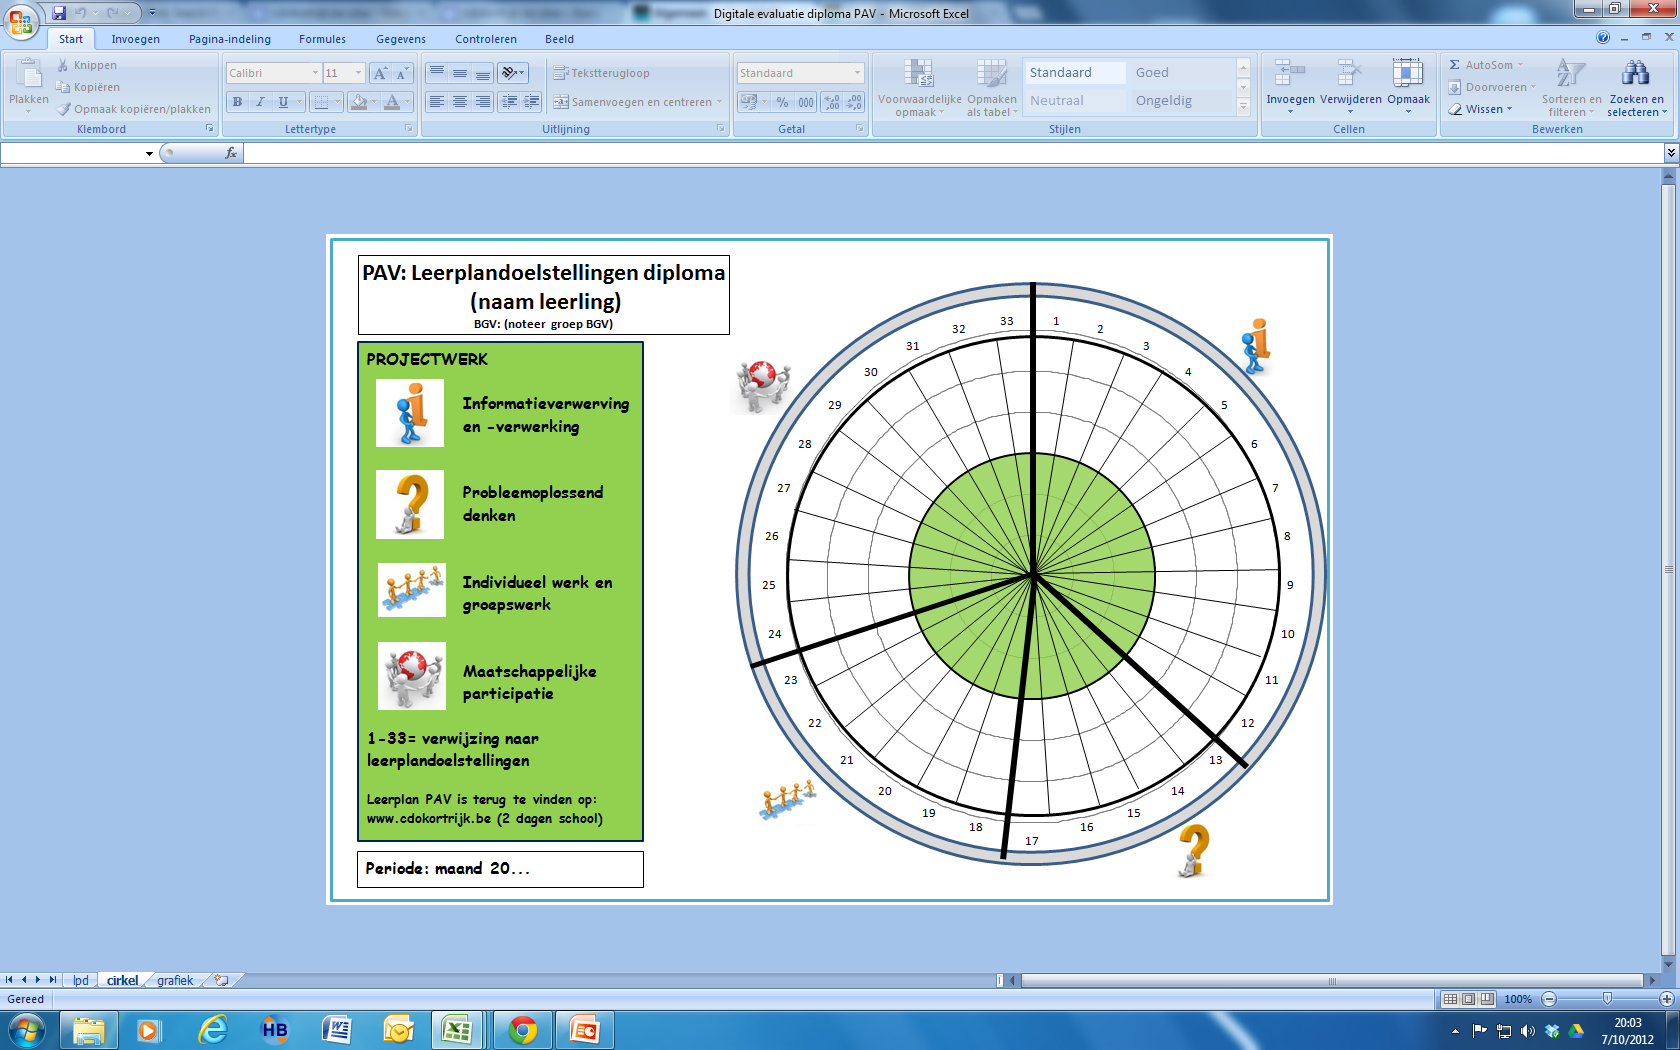 Digitale evaluatie diploma PAV - Microsoft Excel
Start Invoegen Pagina-indeling Formules Gegevens Controleren Beeld
Plakken
Knippen
Kopiëren
Opmaak kopiëren/plakken
Klembord
Calibri 11
B I U
Lettertype
Tekstterugloop
Samenvoegen en centreren
Uitlijning
Standaard
% 000
Getal
Voorwaardelijke opmaak
Opmaken als tabel
Standaard Goed
Neutraal Ongeldig
Stijlen
Invoegen Verwijderen Opmaak
Cellen
Σ AutoSom
Doorvoeren
Wissen
Sorteren en filteren
Zoeken en selecteren
Bewerken
fx
PAV: Leerplandoelstellingen diploma
(naam leerling)
BGV: (noteer groep BGV)
PROJECTWERK
Informatieverwerving
en -verwerking
Probleemoplossend
denken
Individueel werk en
groepswerk
Maatschappelijke
participatie
1-33= verwijzing naar
leerplandoelstellingen
Leerplan PAV is terug te vinden op:
www.cdokortrijk.be (2 dagen school)
Periode: maand 20...
1
2
3
4
5
6
7
8
9
10
11
12
13
14
15
16
17
18
19
20
21
22
23
24
25
26
27
28
29
30
31
32
33
lpd cirkel grafiek
Gereed
100%
HB
20:03
7/10/2012